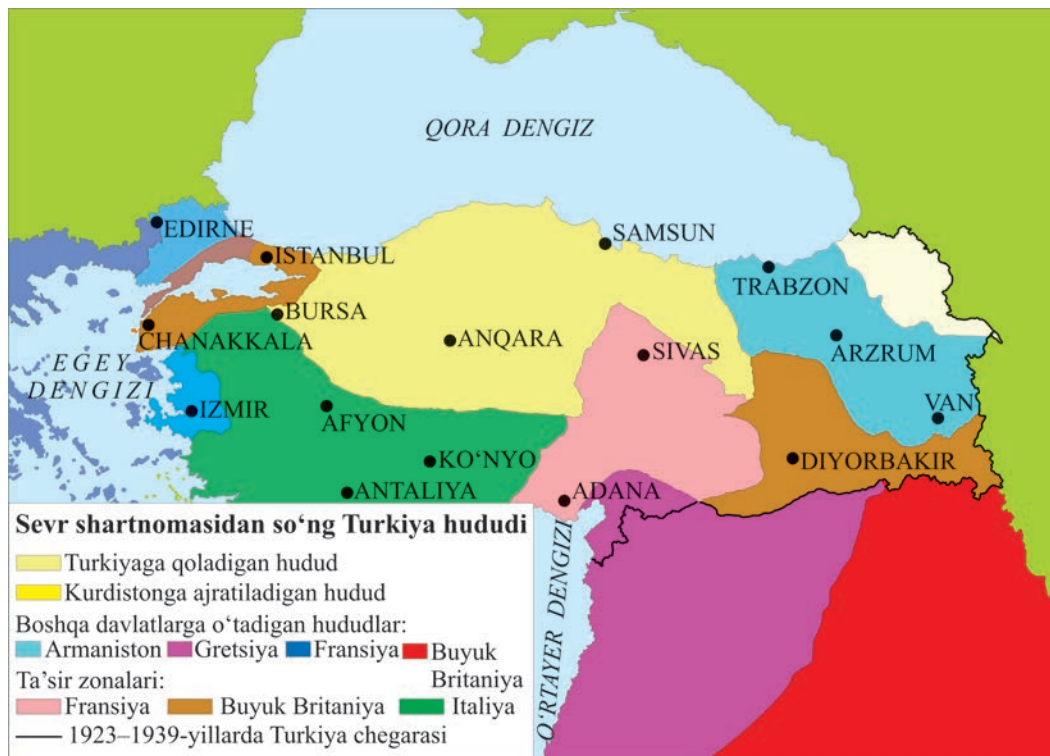 QORA DENGIZ
EDIRNE
SAMSUN
ISTANBUL
TRABZON
BURSA
CHANAKKALA
ANQARA
SIVAS
ARZRUM
EGEY
DENGIZI
IZMIR
AFYON
VAN
KO‘NYO
DIYORBAKIR
ANTALIYA
ADANA
O‘RTAYER DENGIZI
Sevr shartnomasidan so‘ng Turkiya hududi
Turkiyaga qoladigan hudud
Kurdistonga ajratiladigan hudud
Boshqa davlatlarga o‘tadigan hududlar:
Armaniston Gretsiya Fransiya Buyuk
Britaniya
Ta’sir zonalari:
Fransiya Buyuk Britaniya Italiya
1923–1939-yillarda Turkiya chegarasi